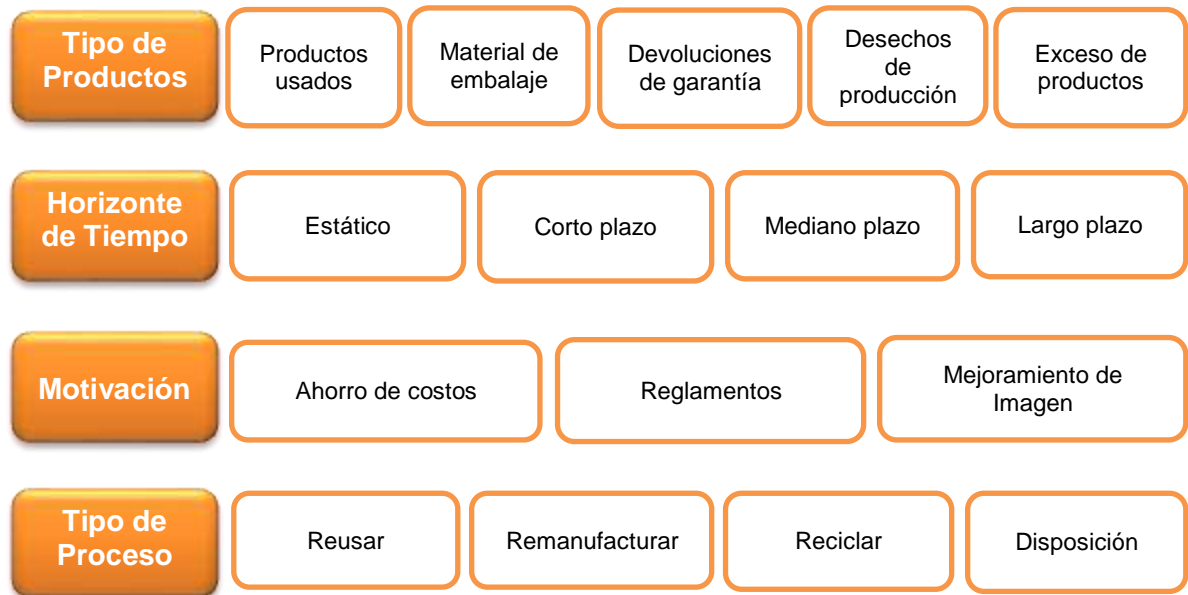 Tipo de
Productos
Productos
usados
Material de
embalaje
Devoluciones
de garantía
Desechos
de
producción
Exceso de
productos
Horizonte
de Tiempo
Estático
Corto plazo
Mediano plazo
Largo plazo
Motivación
Ahorro de costos
Reglamentos
Mejoramiento de
Imagen
Tipo de
Proceso
Reusar
Remanufacturar
Reciclar
Disposición